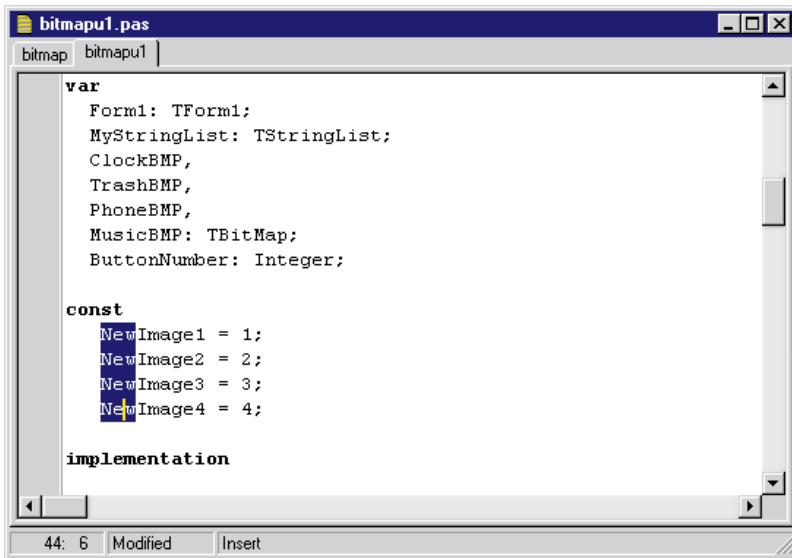 bitmapu1.pas
bitmap bitmapu1
var
Form1: TForm1;
MyStringList: TStringList;
ClockBMP,
TrashBMP,
PhoneBMP,
MusicBMP: TBitMap;
ButtonNumber: Integer;
const
NewImage1 = 1;
NewImage2 = 2;
NewImage3 = 3;
NewImage4 = 4;
implementation
44: 6 Modified Insert